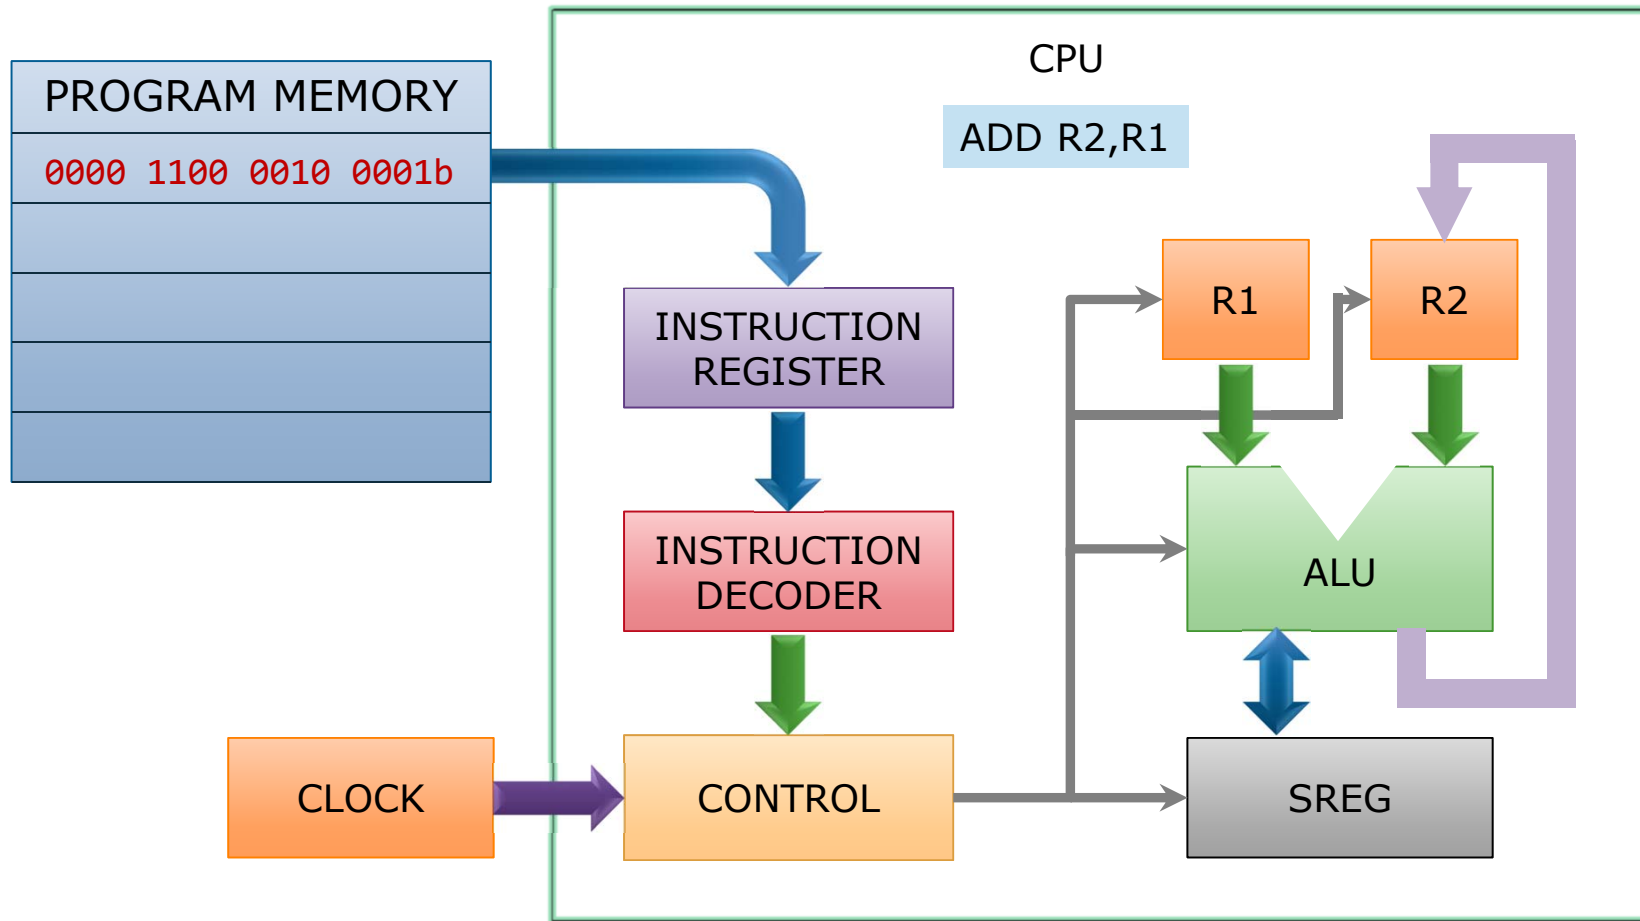 CPU
PROGRAM MEMORY
0000 1100 0010 0001b
ADD R2,R1
INSTRUCTION
REGISTER
R1
R2
INSTRUCTION
DECODER
ALU
CLOCK
CONTROL
SREG